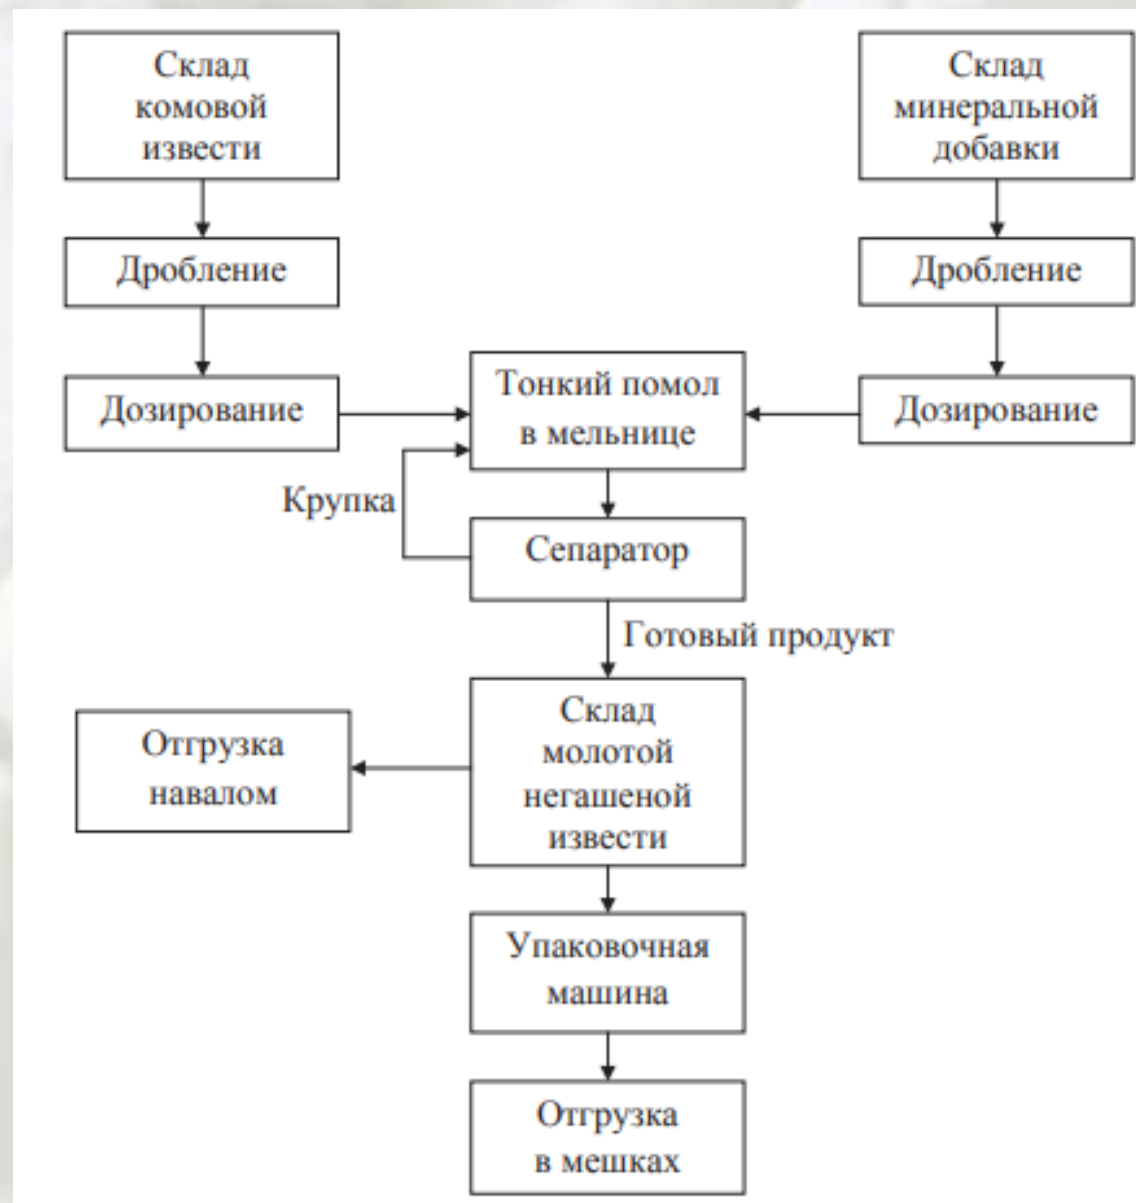 Склад
комовой
извести
Склад
минеральной
добавки
Дробление
Дробление
Дозирование
Тонкий помол
в мельнице
Дозирование
Крупка
Сепаратор
Готовый продукт
Отгрузка
навалом
Склад
молотой
негашеной
извести
Упаковочная
машина
Отгрузка
в мешках